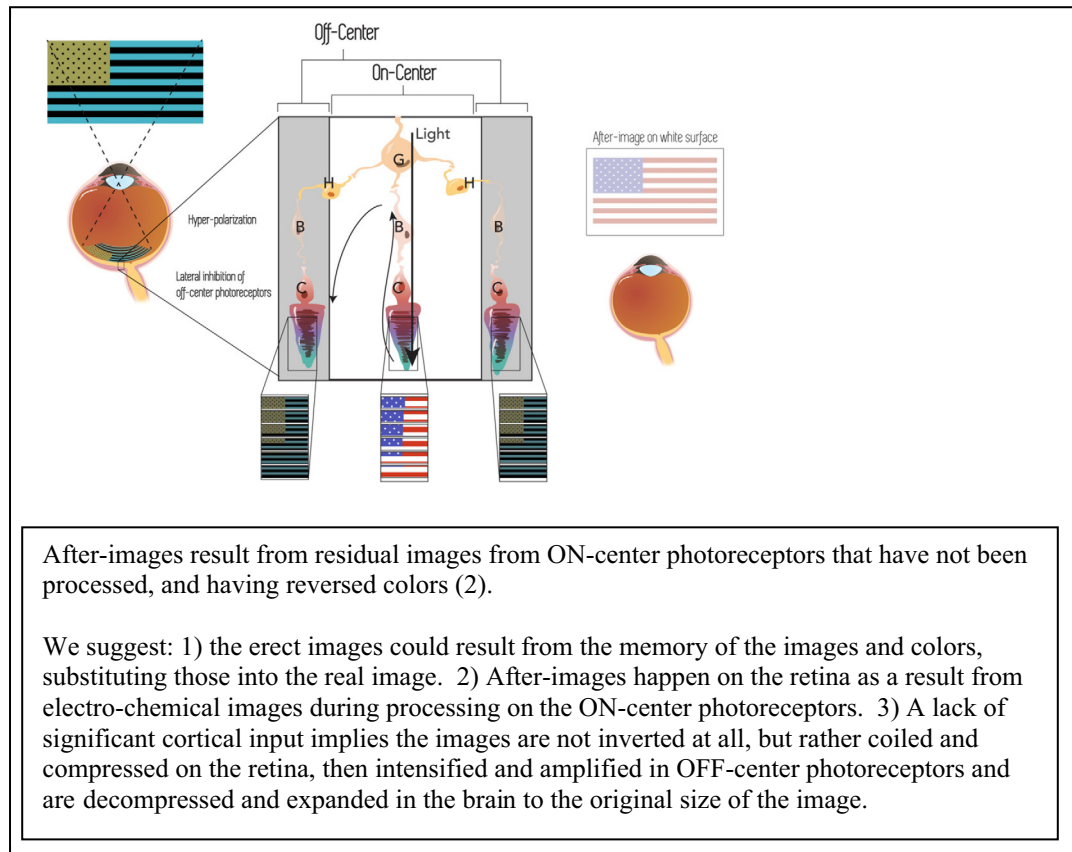 Off-Center
On-Center
Light
After-image on white surface
G
H
H
Hyper-polarization
B
B
B
Lateral inhibition of
off-center photoreceptors
C
C
C
After-images result from residual images from ON-center photoreceptors that have not been
processed, and having reversed colors (2).
We suggest: 1) the erect images could result from the memory of the images and colors,
substituting those into the real image.  2) After-images happen on the retina as a result from
electro-chemical images during processing on the ON-center photoreceptors.  3) A lack of
significant cortical input implies the images are not inverted at all, but rather coiled and
compressed on the retina, then intensified and amplified in OFF-center photoreceptors and
are decompressed and expanded in the brain to the original size of the image.